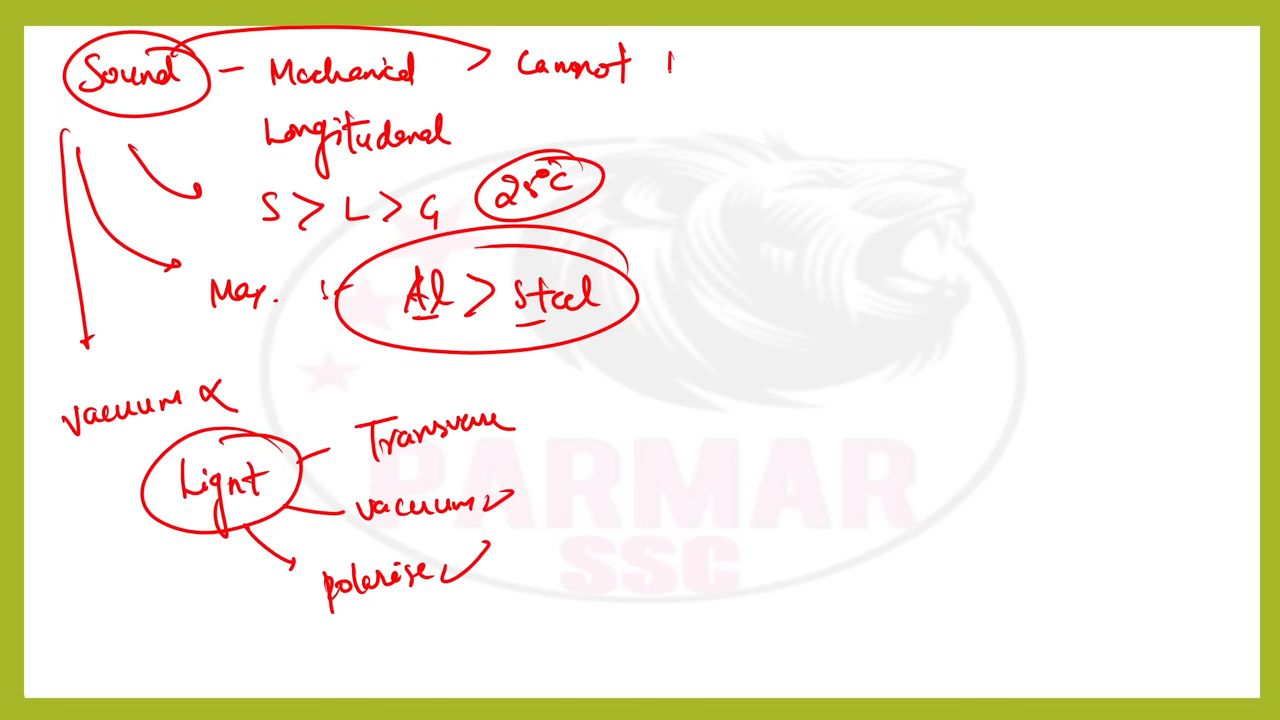 Sound - Mechanical > Cannot
Longitudenal
S > L > G 25°C
Max. :- Al > Steel
Vacuum ×
Light - Transverse
vacuum ✓
polarise ✓
PARMAR
SSC